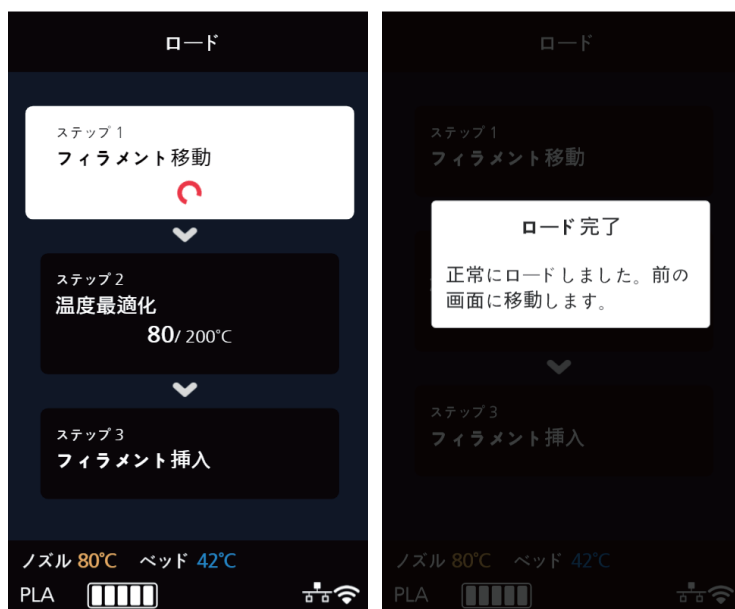 ロード
ステップ 1
フィラメント移動
ステップ 2
温度最適化
80/ 200℃
ステップ 3
フィラメント挿入
ノズル 80℃ ベッド 42℃
PLA
ロード
ステップ 1
フィラメント移動
ロード 完了
正常にロードしました。前の
画面に移動します。
ステップ 3
フィラメント挿入
ノズル 80℃ ベッド 42℃
PLA